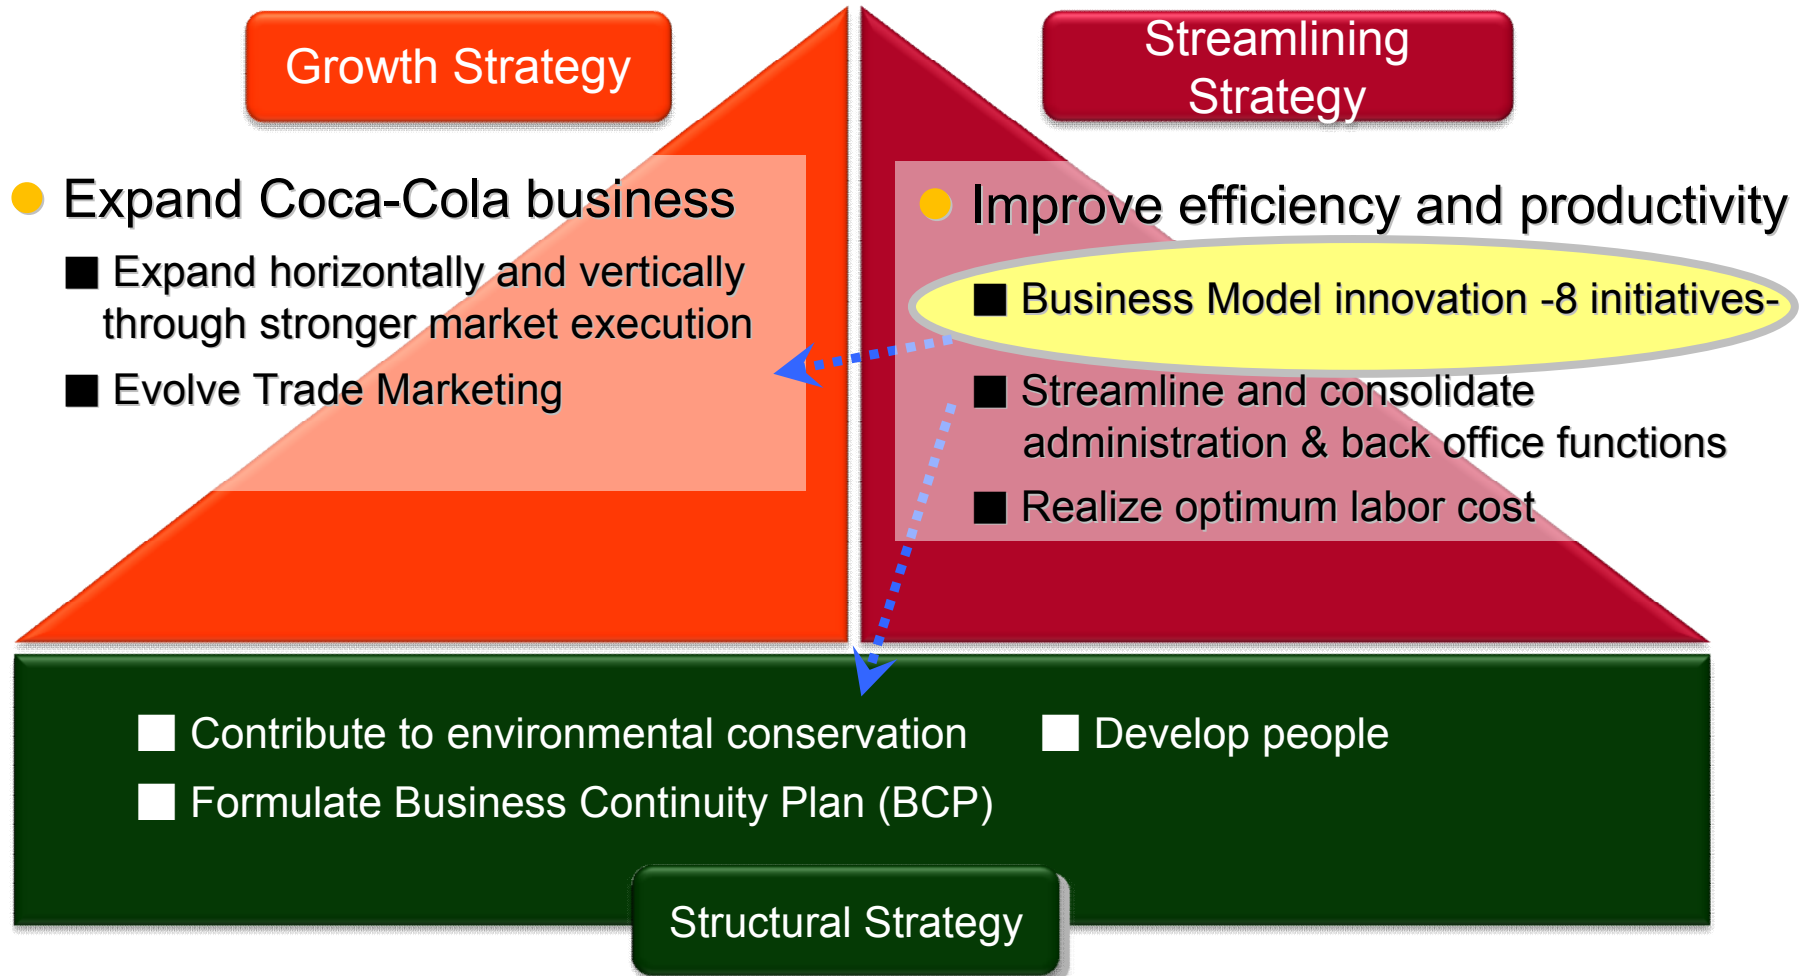 Growth Strategy
Streamlining
Strategy
Expand Coca-Cola business
Expand horizontally and vertically
through stronger market execution
Evolve Trade Marketing
Improve efficiency and productivity
Business Model innovation -8 initiatives-
Streamline and consolidate
administration & back office functions
Realize optimum labor cost
Contribute to environmental conservation
Develop people
Formulate Business Continuity Plan (BCP)
Structural Strategy